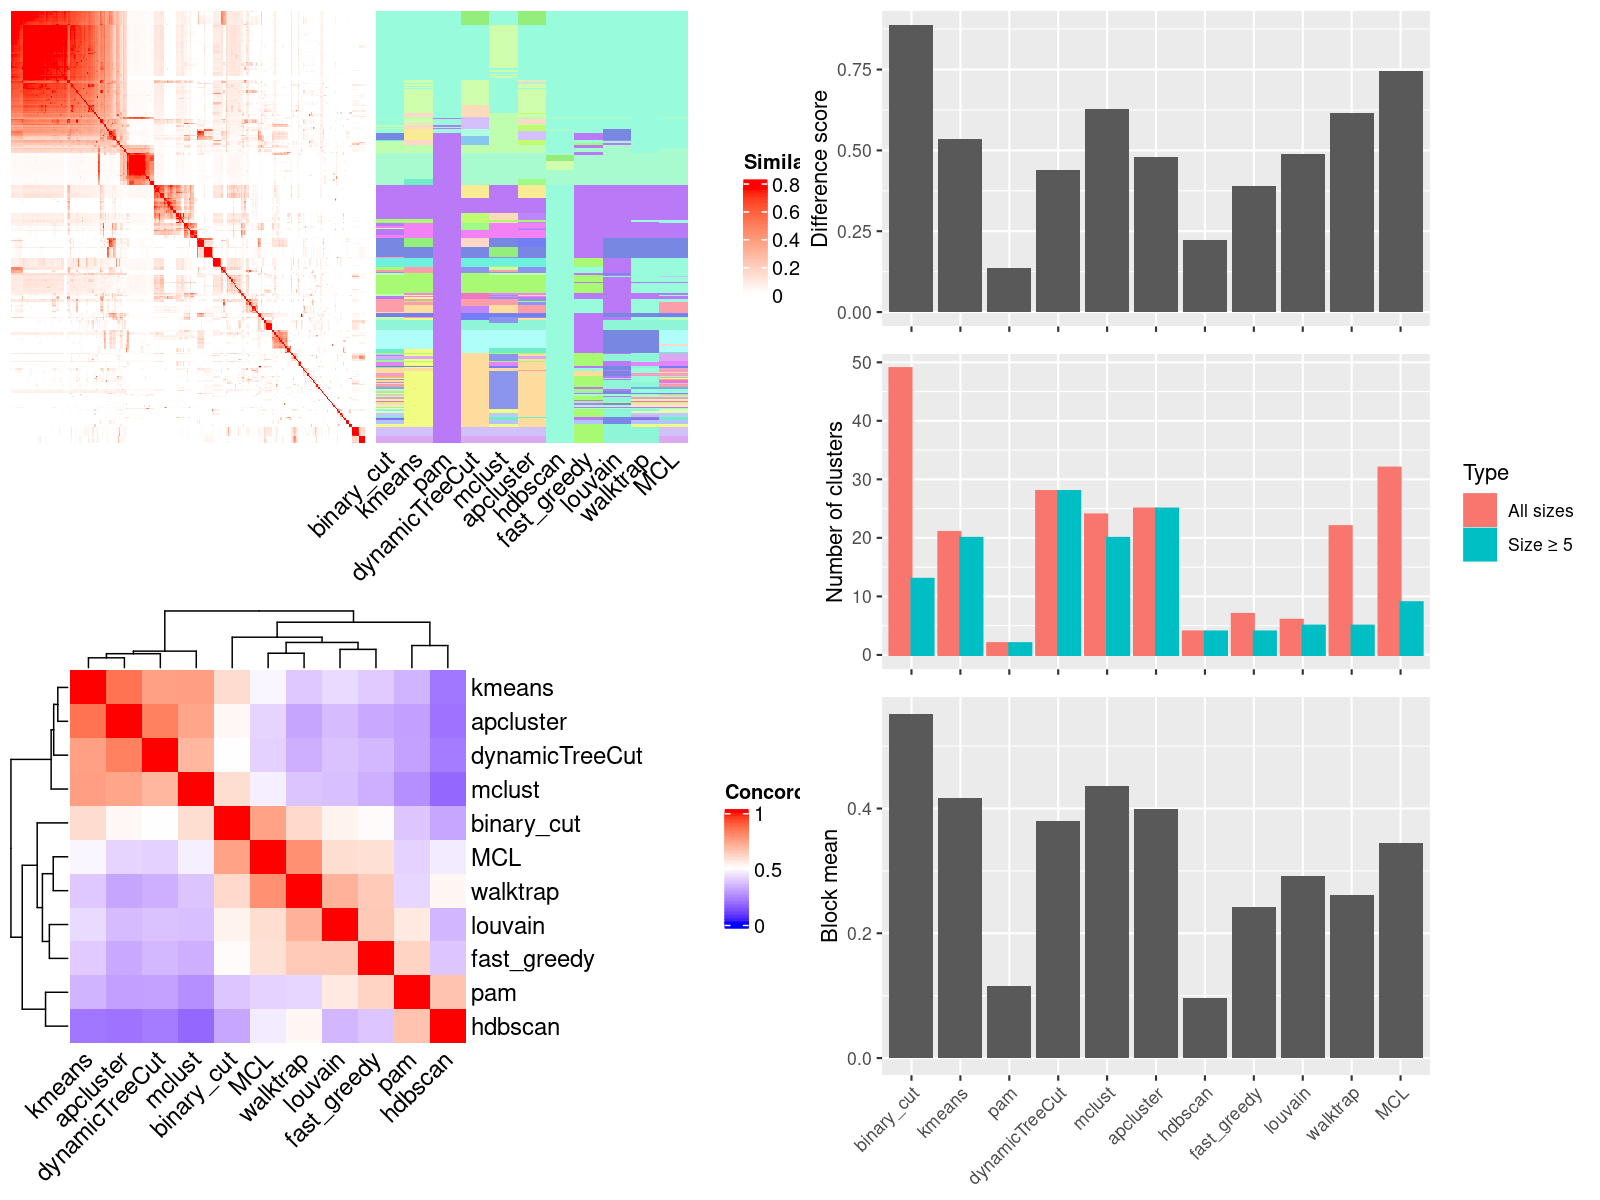 Simila
0.8
0.6
0.4
0.2
0
binary_cut
kmeans
pam
dynamicTreeCut
mclust
apcluster
hdbscan
fast_greedy
louvain
walktrap
MCL
Difference score
0.75
0.50
0.25
0.00
Number of clusters
50
40
30
20
10
0
Type
All sizes
Size ≥ 5
kmeans
apcluster
dynamicTreeCut
mclust
binary_cut
MCL
walktrap
louvain
fast_greedy
pam
hdbscan
kmeans
apcluster
dynamicTreeCut
mclust
binary_cut
MCL
walktrap
louvain
fast_greedy
pam
hdbscan
Concord
1
0.5
0
Block mean
0.4
0.2
0.0
binary_cut
kmeans
pam
dynamicTreeCut
mclust
apcluster
hdbscan
fast_greedy
louvain
walktrap
MCL